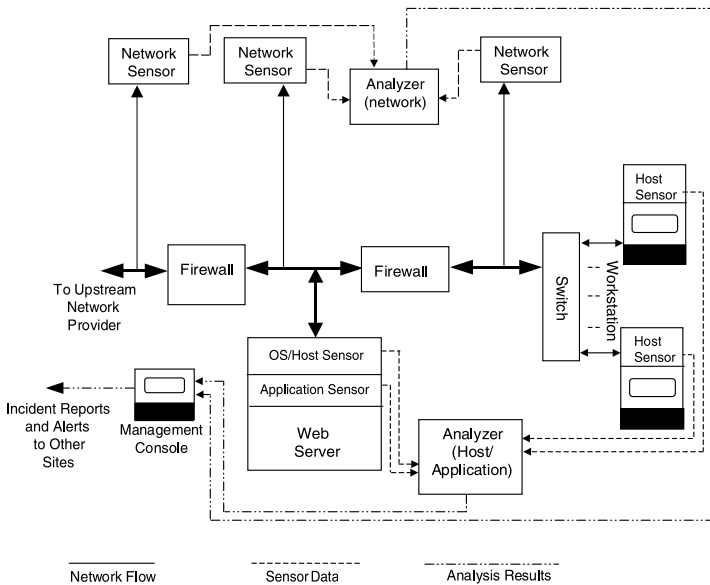 Network
Sensor
Network
Sensor
Analyzer
(network)
Network
Sensor
Host
Sensor
Firewall
Firewall
Switch
Workstation
To Upstream
Network
Provider
OS/Host Sensor
Application Sensor
Web
Server
Host
Sensor
Incident Reports
and Alerts
to Other
Sites
Management
Console
Analyzer
(Host/
Application)
Network Flow
Sensor Data
Analysis Results